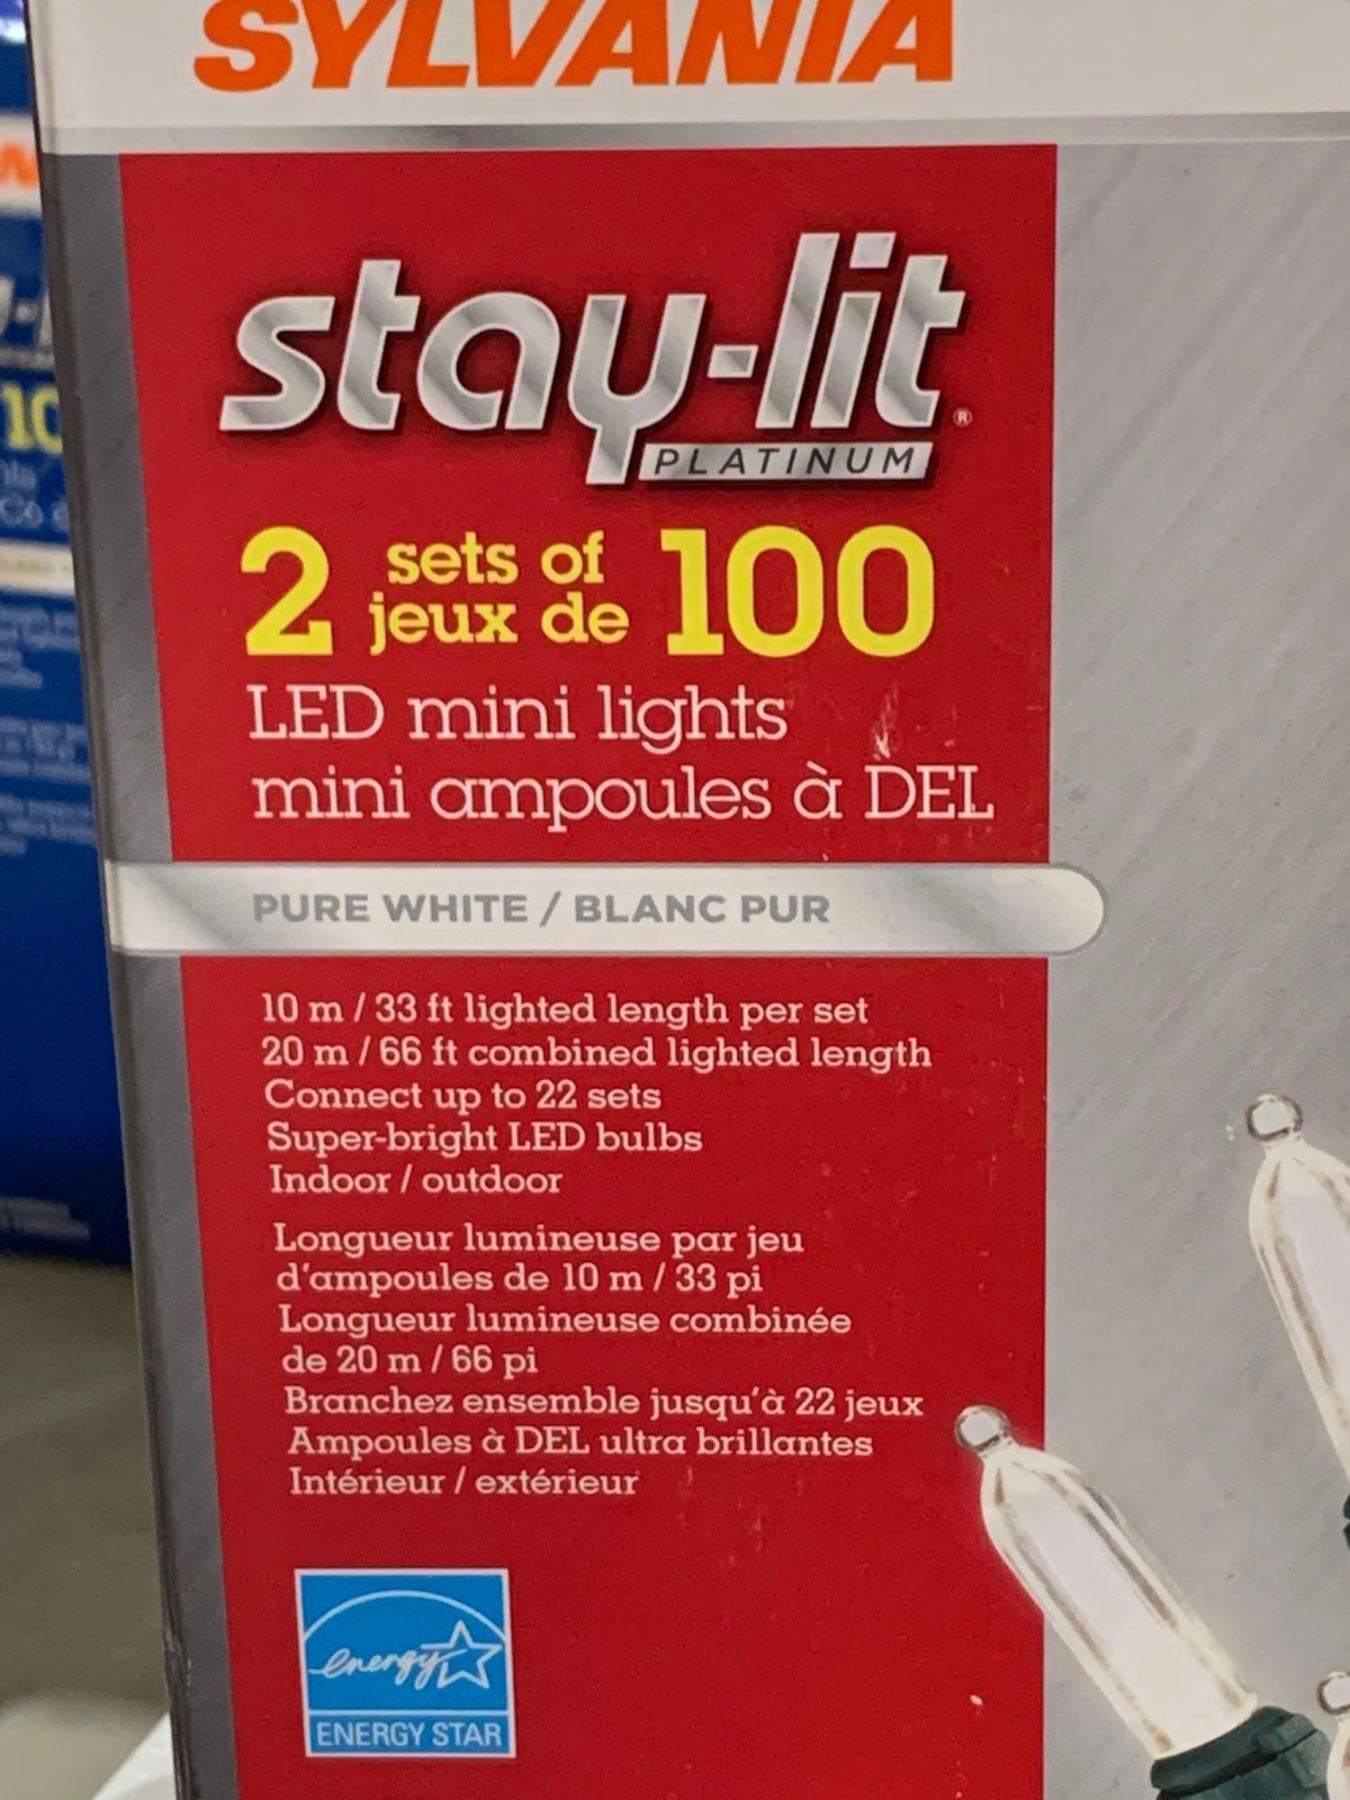 SYLVANIA
stay-lit®
PLATINUM
2 sets of 100
jeux de
LED mini lights
mini ampoules à DEL
PURE WHITE / BLANC PUR
10 m / 33 ft lighted length per set
20 m / 66 ft combined lighted length
Connect up to 22 sets
Super-bright LED bulbs
Indoor / outdoor
Longueur lumineuse par jeu
d'ampoules de 10 m / 33 pi
Longueur lumineuse combinée
de 20 m / 66 pi
Branchez ensemble jusqu'à 22 jeux
Ampoules à DEL ultra brillantes
Intérieur / extérieur
energy
ENERGY STAR
10